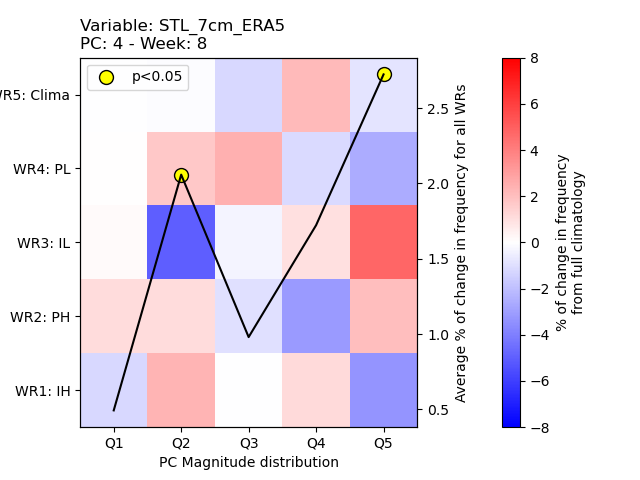 Variable: STL_7cm_ERA5
PC: 4 - Week: 8
p<0.05
WR5: Clima
WR4: PL
WR3: IL
WR2: PH
WR1: IH
Q1 Q2 Q3 Q4 Q5
PC Magnitude distribution
2.5
2.0
1.5
1.0
0.5
Average % of change in frequency for all WRs
8
6
4
2
0
−2
−4
−6
−8
% of change in frequency
from full climatology